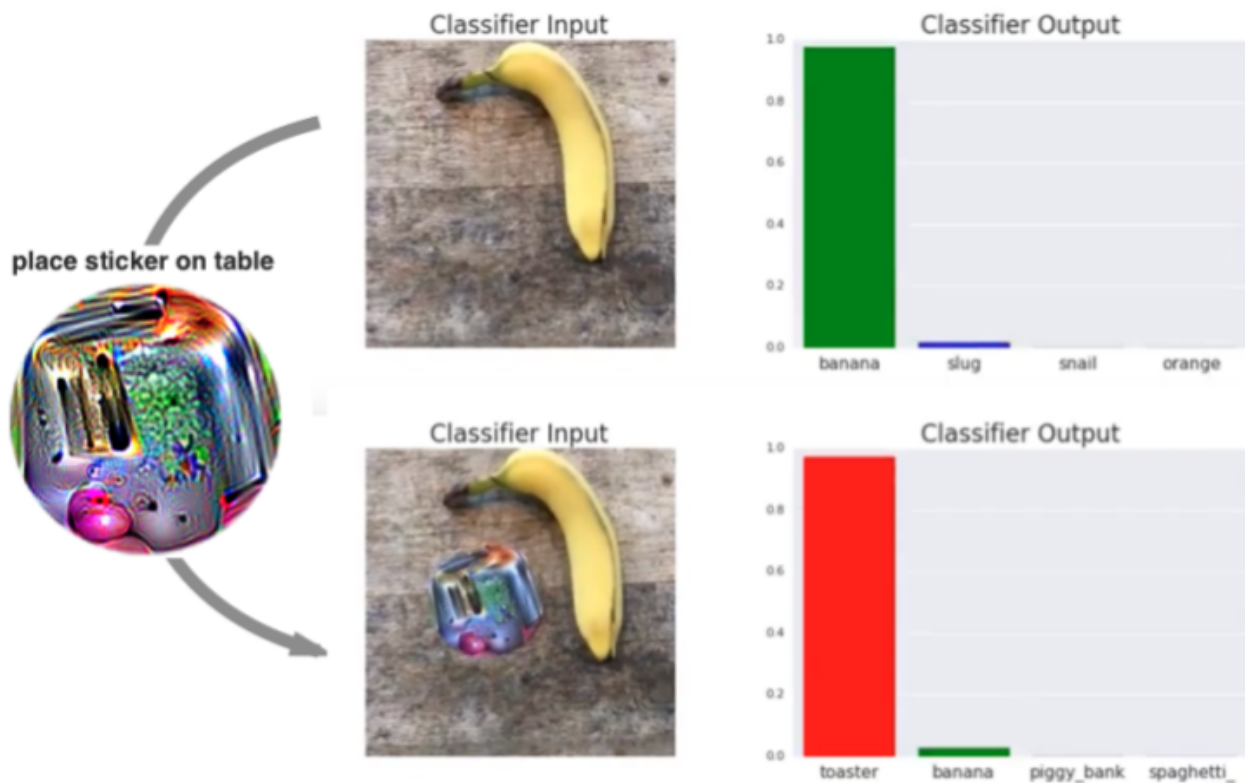 Classifier Input
Classifier Output
1.0
0.8
0.6
0.4
0.2
0.0
banana slug snail orange
place sticker on table
Classifier Input
Classifier Output
1.0
0.8
0.6
0.4
0.2
0.0
toaster banana piggy_bank spaghetti_